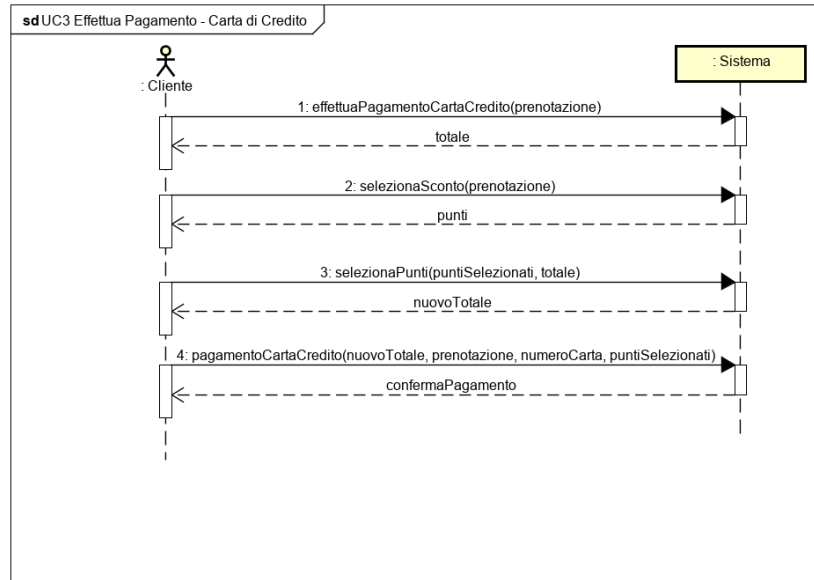 sd UC3 Effettua Pagamento - Carta di Credito
: Cliente
: Sistema
1: effettuaPagamentoCartaCredito(prenotazione)
totale
2: selezionaSconto(prenotazione)
punti
3: selezionaPunti(puntiSelezionati, totale)
nuovoTotale
4: pagamentoCartaCredito(nuovoTotale, prenotazione, numeroCarta, puntiSelezionati)
confermaPagamento